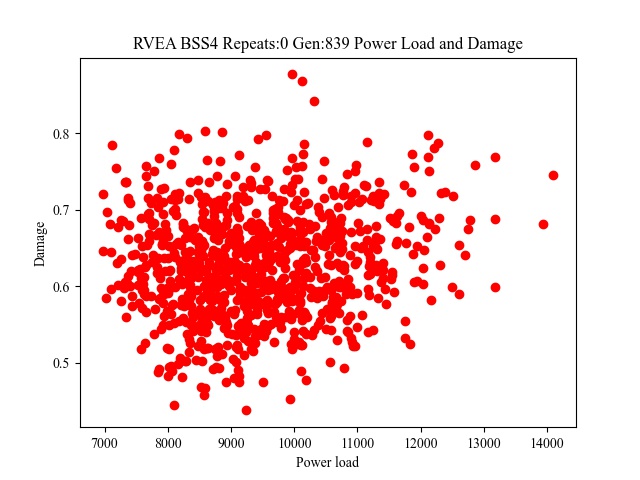 RVEA BSS4 Repeats:0 Gen:839 Power Load and Damage
0.8
0.7
0.6
0.5
Damage
7000 8000 9000 10000 11000 12000 13000 14000
Power load